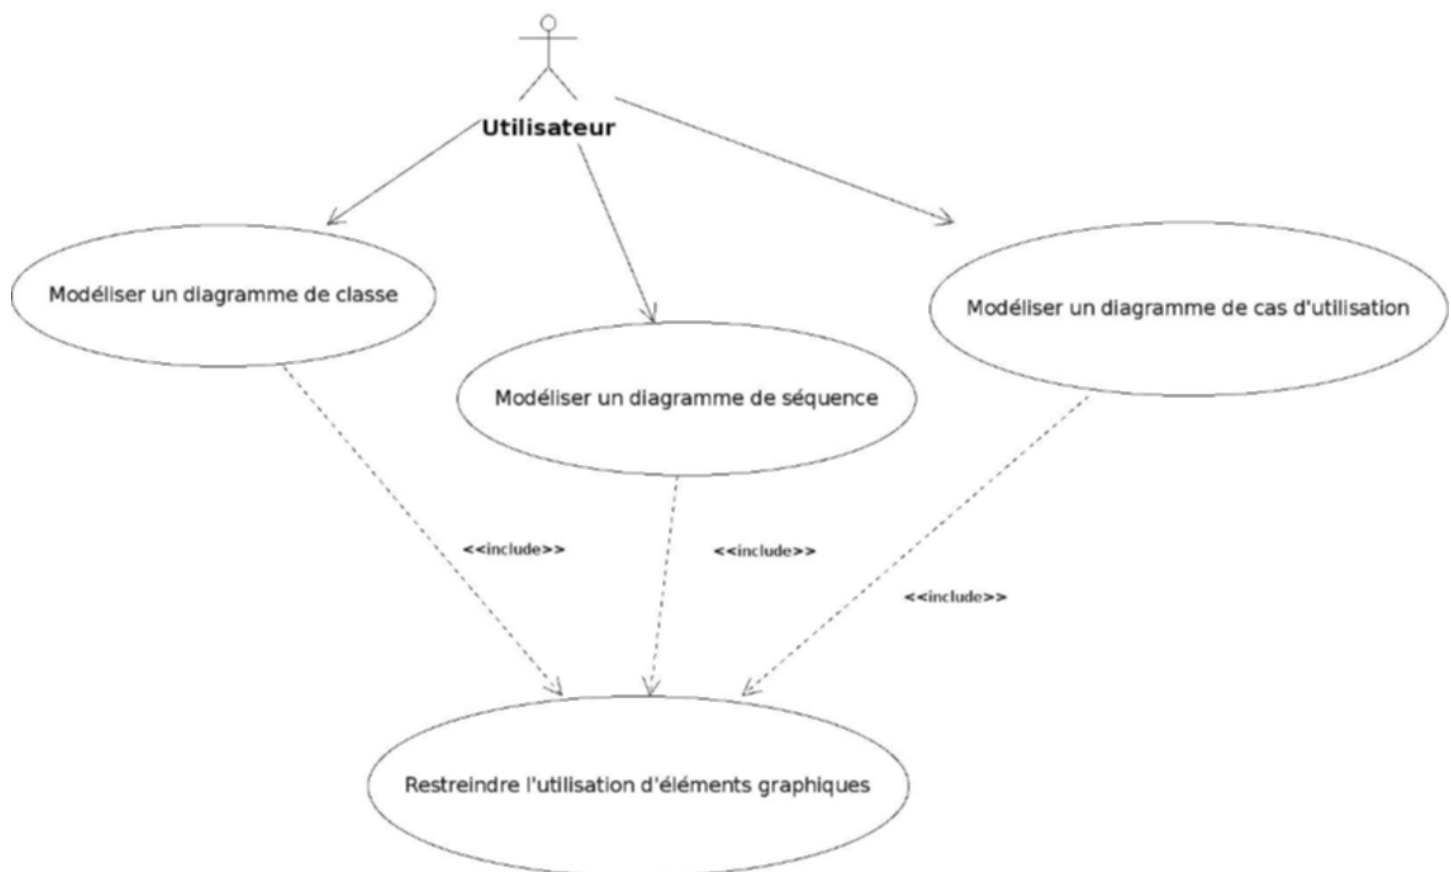 Utilisateur
Modéliser un diagramme de classe
Modéliser un diagramme de cas d'utilisation
Modéliser un diagramme de séquence
<<include>>
<<include>>
<<include>>
Restreindre l'utilisation d'éléments graphiques